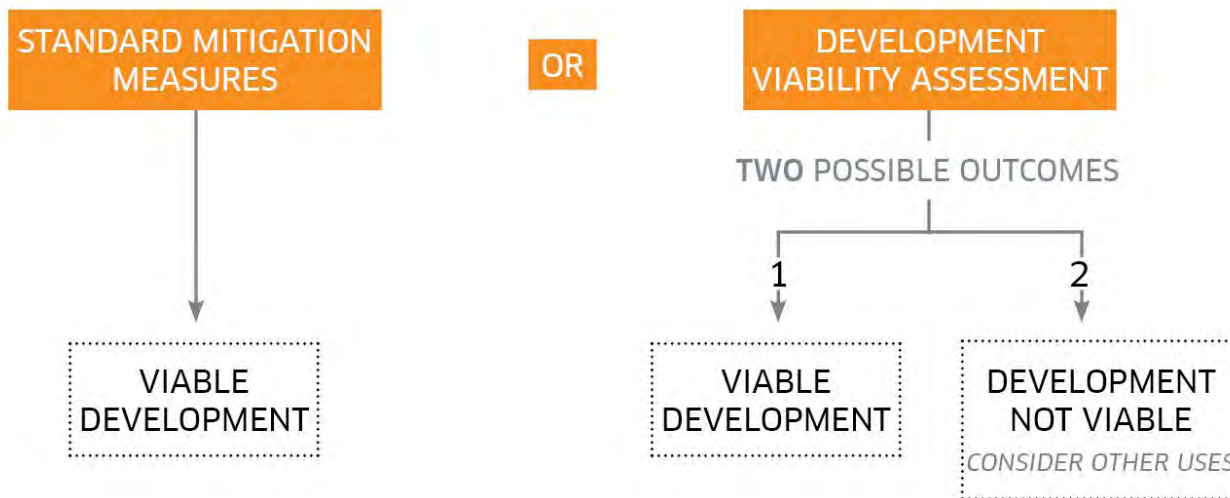 STANDARD MITIGATION
MEASURES
OR
DEVELOPMENT
VIABILITY ASSESSMENT
TWO POSSIBLE OUTCOMES
1
2
VIABLE
DEVELOPMENT
VIABLE
DEVELOPMENT
DEVELOPMENT
NOT VIABLE
CONSIDER OTHER USES